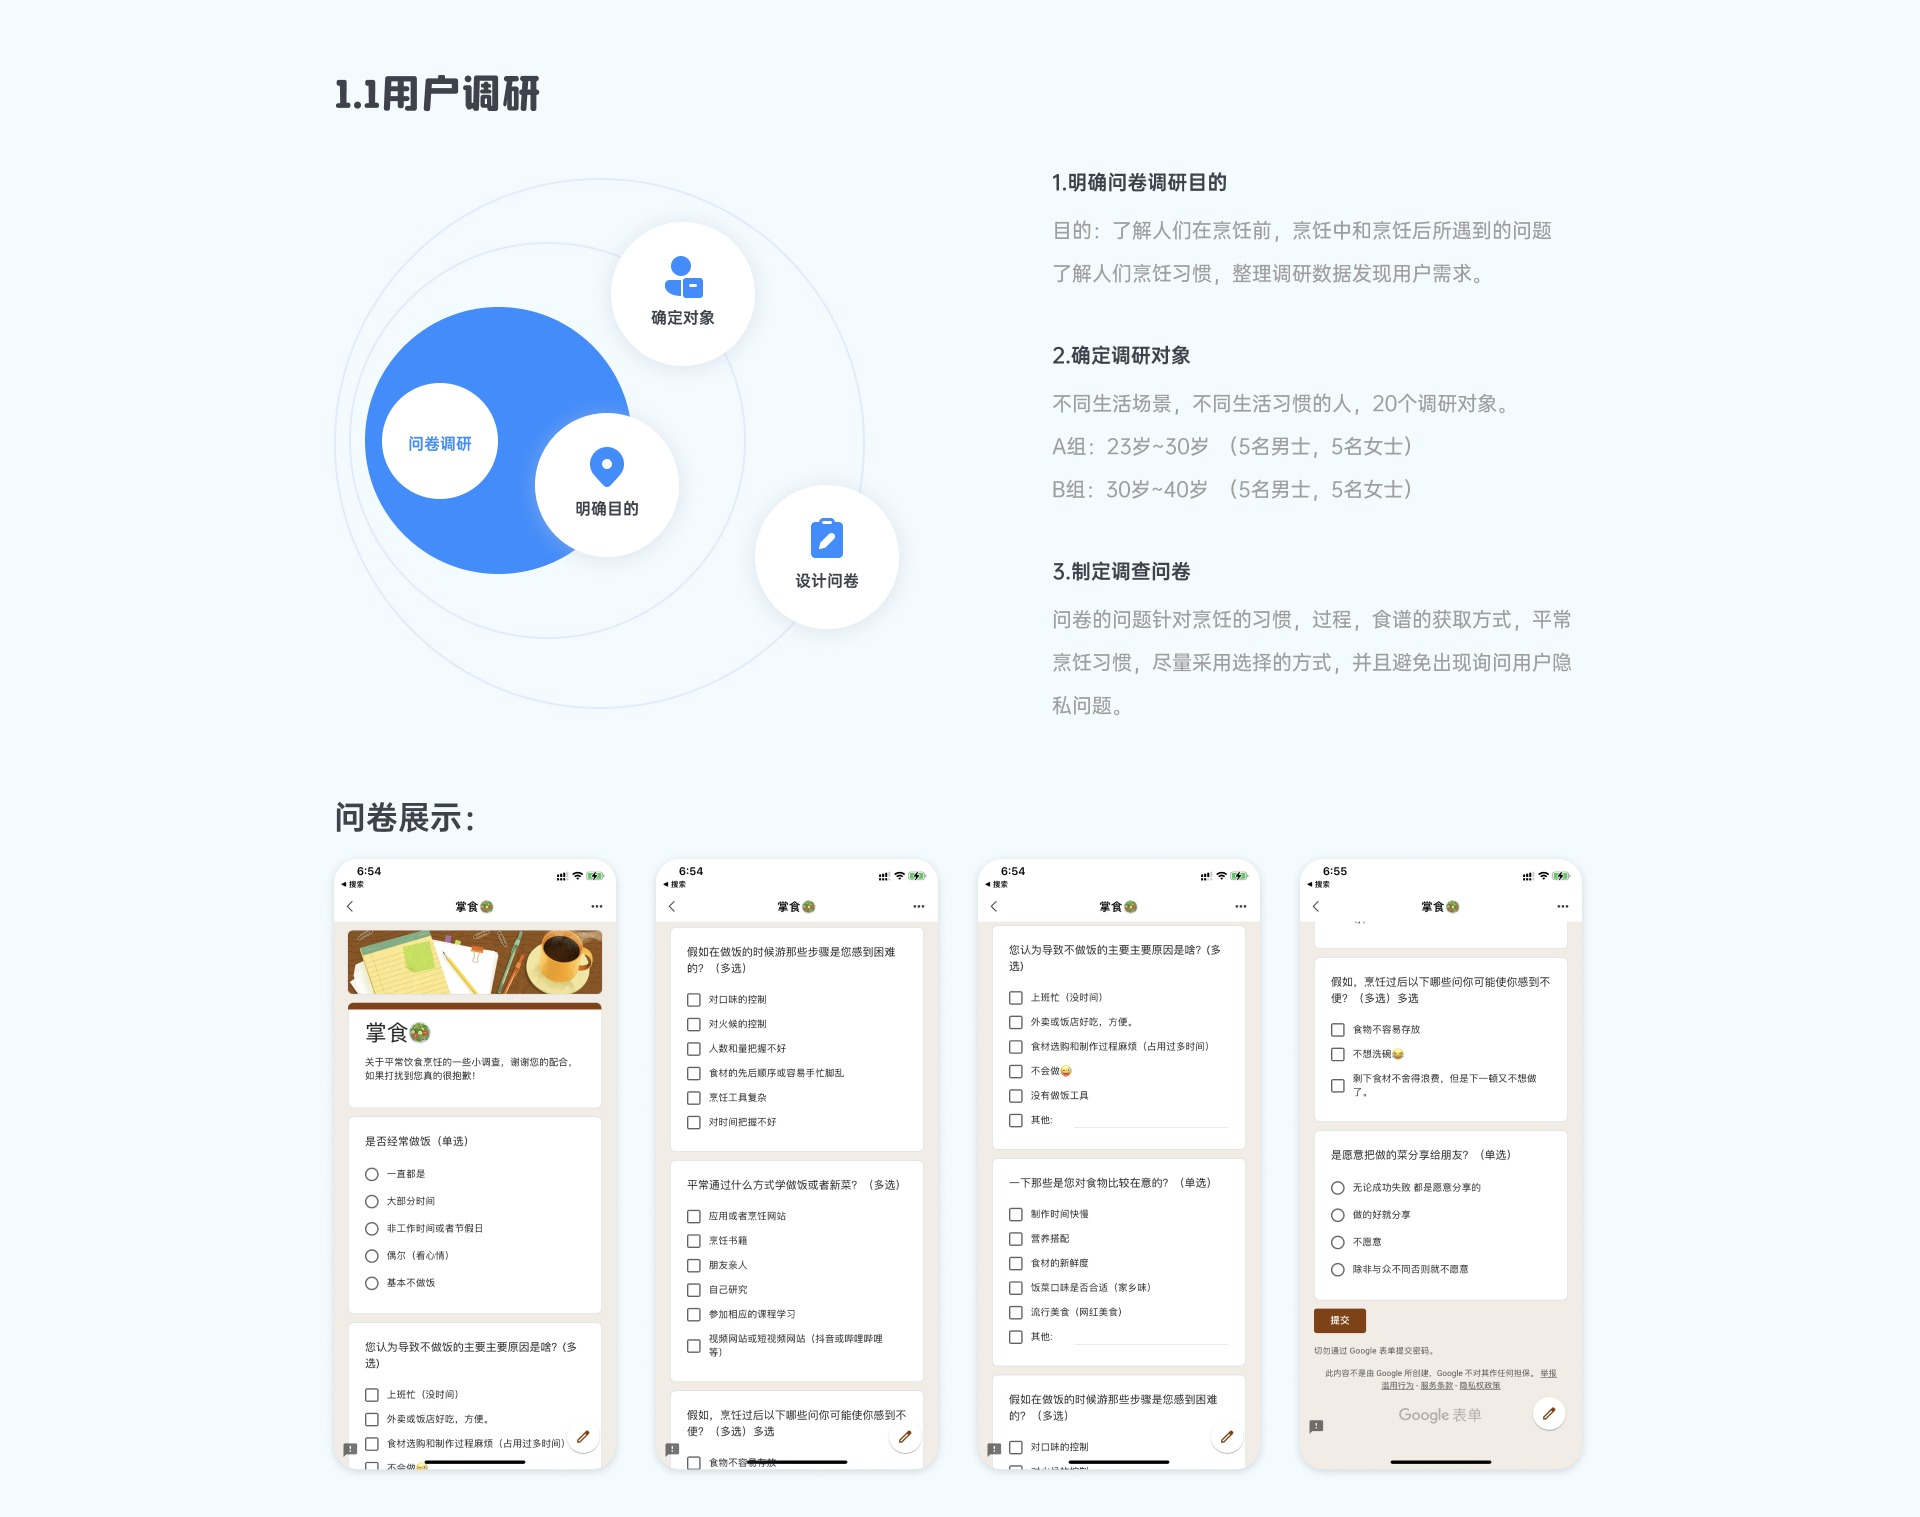 1.1用户调研
确定对象
问卷调研
明确目的
设计问卷
1.明确问卷调研目的
目的：了解人们在烹饪前，烹饪中和烹饪后所遇到的问题
了解人们烹饪习惯，整理调研数据发现用户需求。
2.确定调研对象
不同生活场景，不同生活习惯的人，20个调研对象。
A组：23岁~30岁 （5名男士，5名女士）
B组：30岁~40岁 （5名男士，5名女士）
3.制定调查问卷
问卷的问题针对烹饪的习惯，过程，食谱的获取方式，平常
烹饪习惯，尽量采用选择的方式，并且避免出现询问用户隐
私问题。
问卷展示：
6:54
搜索
掌食🥗
掌食🥗
关于平常饮食烹饪的一些小调查，谢谢您的配合，
如果打扰到您真的很抱歉！
是否经常做饭（单选）
一直都是
大部分时间
非工作时间或者节假日
偶尔（看心情）
基本不做饭
您认为导致不做饭的主要主要原因是啥？（多
选）
上班忙（没时间）
外卖或饭店好吃，方便。
食材选购和制作过程麻烦（占用过多时间）
不会做😜
6:54
搜索
掌食🥗
假如在做饭的时候游那些步骤是您感到困难
的？（多选）
对口味的控制
对火候的控制
人数和量把握不好
食材的先后顺序或容易手忙脚乱
烹饪工具复杂
对时间把握不好
平常通过什么方式学做饭或者新菜？（多选）
应用或者烹饪网站
烹饪书籍
朋友亲人
自己研究
参加相应的课程学习
视频网站或短视频网站（抖音或哔哩哔哩
等）
假如，烹饪过后以下哪些问你可能使你感到不
便？（多选）多选
食物不容易存放
6:54
搜索
掌食🥗
您认为导致不做饭的主要主要原因是啥？（多
选）
上班忙（没时间）
外卖或饭店好吃，方便。
食材选购和制作过程麻烦（占用过多时间）
不会做😜
没有做饭工具
其他:
一下那些是您对食物比较在意的？（单选）
制作时间快慢
营养搭配
食材的新鲜度
饭菜口味是否合适（家乡味）
流行美食（网红美食）
其他:
假如在做饭的时候游那些步骤是您感到困难
的？（多选）
对口味的控制
6:55
搜索
掌食🥗
假如，烹饪过后以下哪些问你可能使你感到不
便？（多选）多选
食物不容易存放
不想洗碗😂
剩下食材不舍得浪费，但是下一顿又不想做
了。
是愿意把做的菜分享给朋友？（单选）
无论成功失败 都是愿意分享的
做的好就分享
不愿意
除非与众不同否则就不愿意
提交
切勿通过 Google 表单提交密码。
此内容不是由 Google 所创建，Google 不对其作任何担保。 举报
滥用行为 - 服务条款 - 隐私权政策
Google 表单